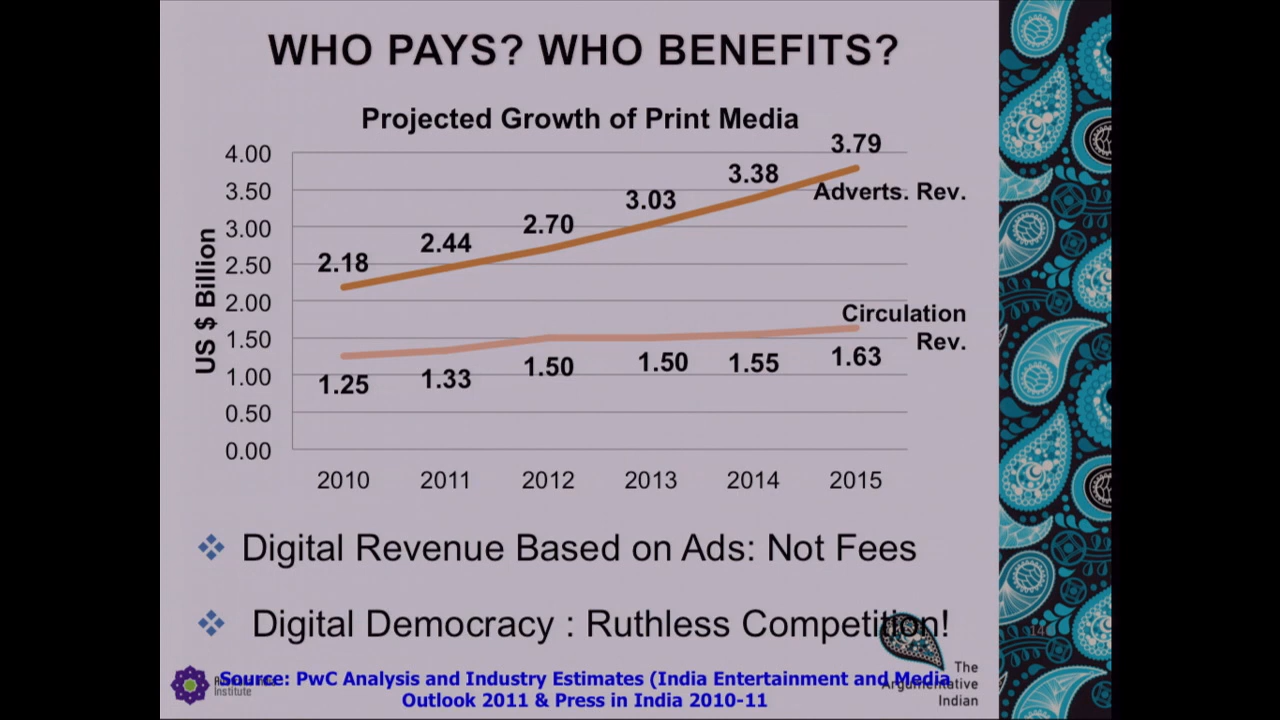 WHO PAYS? WHO BENEFITS?
Projected Growth of Print Media
US $ Billion
4.00
3.50
3.00
2.50
2.00
1.50
1.00
0.50
0.00
2.18
2.44
2.70
3.03
3.38
3.79
Adverts. Rev.
Circulation
Rev.
1.25
1.33
1.50
1.50
1.55
1.63
2010 2011 2012 2013 2014 2015
Digital Revenue Based on Ads: Not Fees
Digital Democracy : Ruthless Competition!
14
Source: PwC Analysis and Industry Estimates (India Entertainment and Media
Outlook 2011 & Press in India 2010-11
Institute
The
Argumentative
Indian